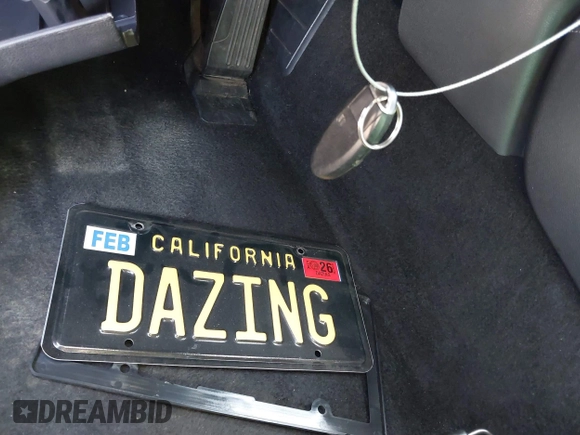 FEB
CALIFORNIA
26
DAZING
DREAMBID